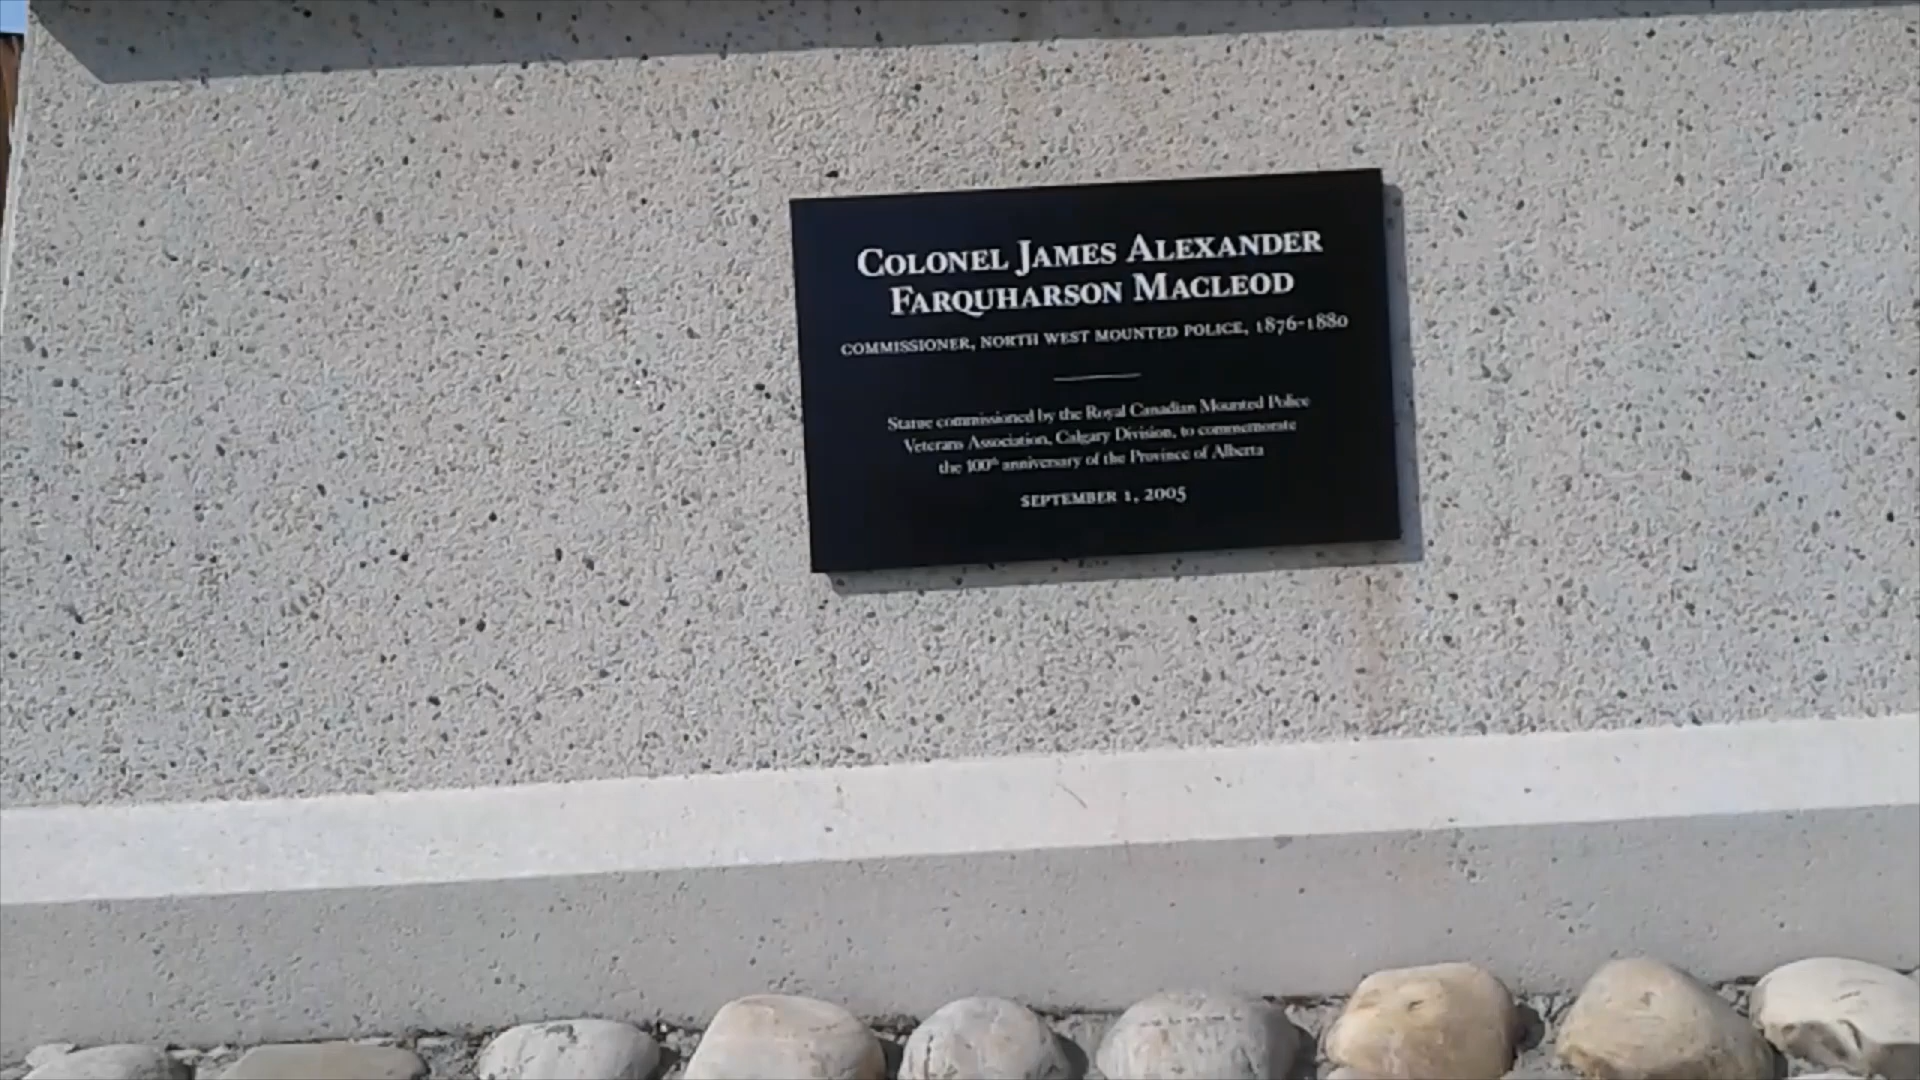 COLONEL JAMES ALEXANDER
FARQUHARSON MACLEOD
COMMISSIONER, NORTH WEST MOUNTED POLICE, 1876-1880
Statue commissioned by the Royal Canadian Mounted Police
Veterans Association, Calgary Division, to commemorate
the 100th anniversary of the Province of Alberta
SEPTEMBER 1, 2005